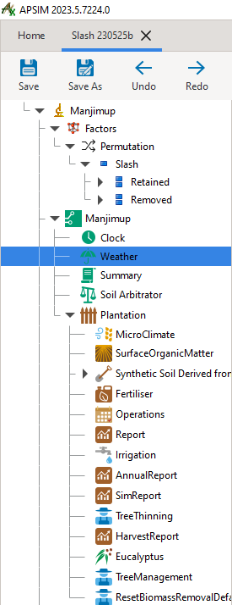 APSIM 2023.5.7224.0
Home Slash 230525b
Save Save As Undo Redo
Manjimup
Factors
Permutation
Slash
Retained
Removed
Manjimup
Clock
Weather
Summary
Soil Arbitrator
Plantation
MicroClimate
SurfaceOrganicMatter
Synthetic Soil Derived from
Fertiliser
Operations
Report
Irrigation
AnnualReport
SimReport
TreeThinning
HarvestReport
Eucalyptus
TreeManagement
ResetBiomassRemovalDefa